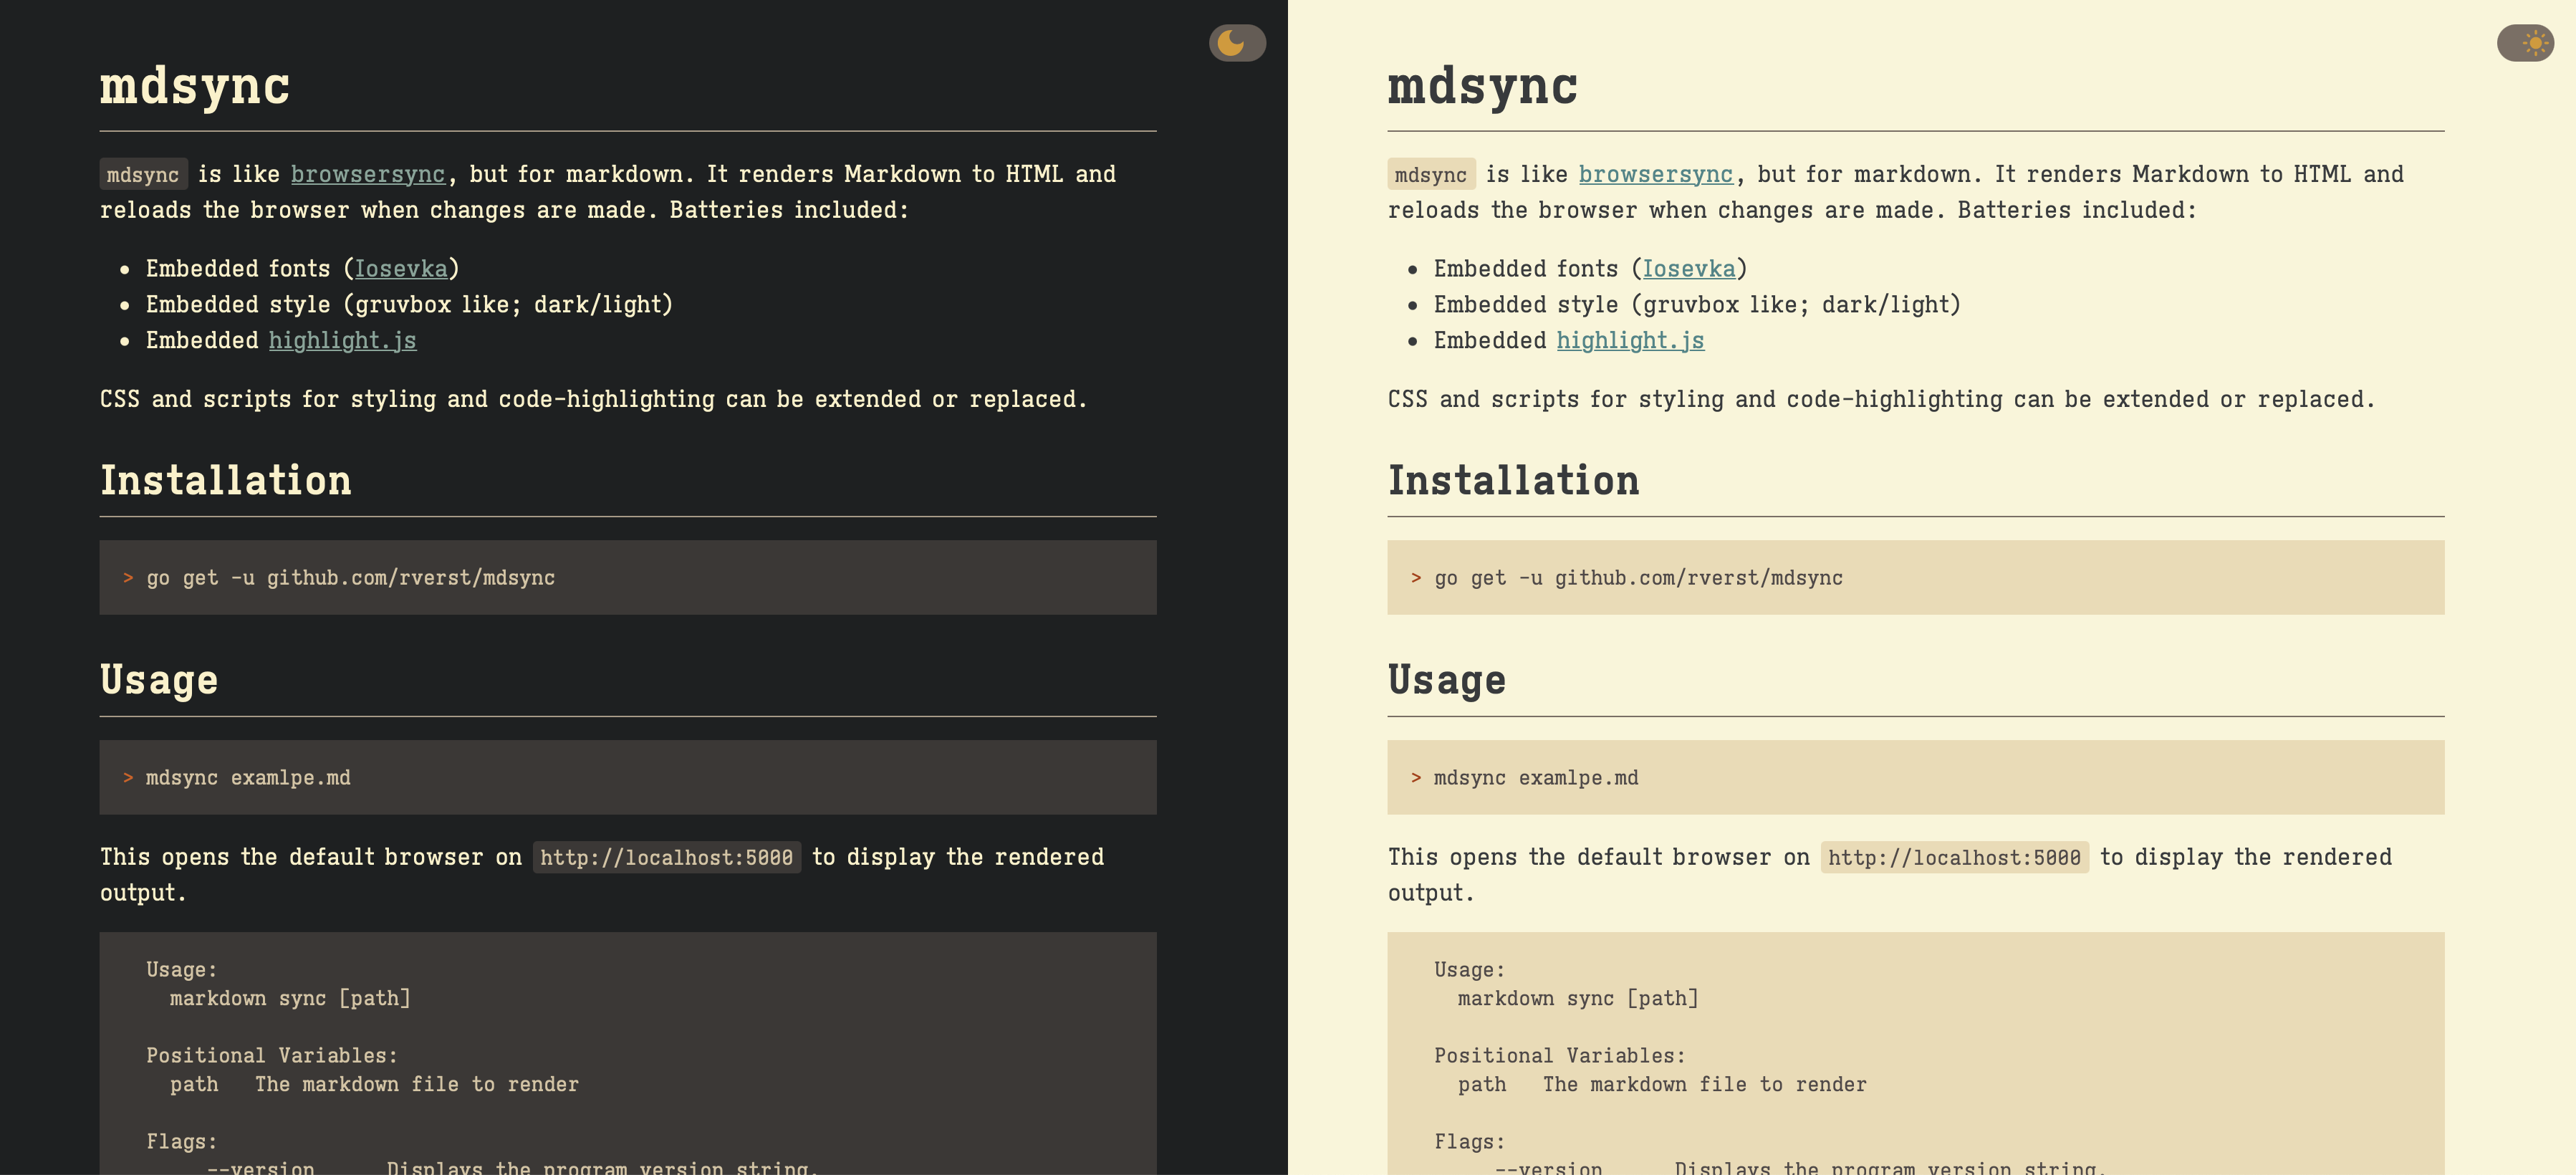 mdsync
mdsync is like browsersync, but for markdown. It renders Markdown to HTML and
reloads the browser when changes are made. Batteries included:
• Embedded fonts (Iosevka)
• Embedded style (gruvbox like; dark/light)
• Embedded highlight.js
CSS and scripts for styling and code-highlighting can be extended or replaced.
Installation
> go get -u github.com/rverst/mdsync
Usage
> mdsync examlpe.md
This opens the default browser on http://localhost:5000 to display the rendered
output.
Usage:
markdown sync [path]
Positional Variables:
path   The markdown file to render
Flags:
--version      Displays the program version string.
mdsync
mdsync is like browsersync, but for markdown. It renders Markdown to HTML and
reloads the browser when changes are made. Batteries included:
• Embedded fonts (Iosevka)
• Embedded style (gruvbox like; dark/light)
• Embedded highlight.js
CSS and scripts for styling and code-highlighting can be extended or replaced.
Installation
> go get -u github.com/rverst/mdsync
Usage
> mdsync examlpe.md
This opens the default browser on http://localhost:5000 to display the rendered
output.
Usage:
markdown sync [path]
Positional Variables:
path   The markdown file to render
Flags:
--version      Displays the program version string.